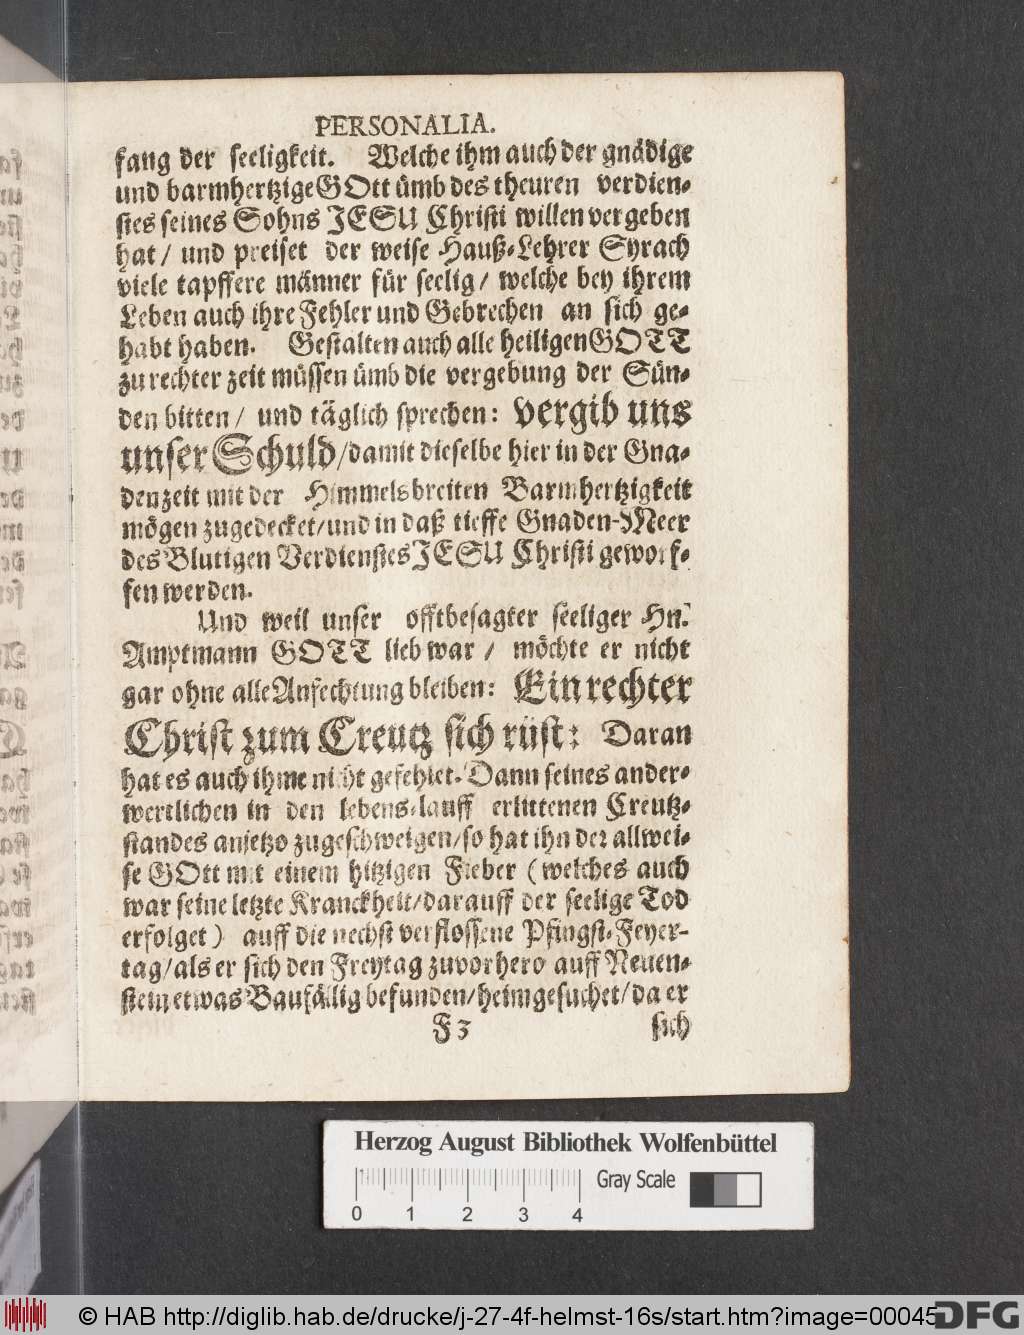 PERSONALIA.
fang der seeligkeit. Welche ihm auch der gnädige
und barmhertzige GOtt ümb des theuren verdien-
stes seines Sohns JESU Christi willen vergeben
hat/ und preiset der weise Hauß-Lehrer Syrach
viele tapffere männer für seelig/ welche bey ihrem
Leben auch ihre Fehler und Gebrechen an sich ge-
habt haben. Gestalten auch alle heiligen GOTT
zu rechter zeit müssen ümb die vergebung der Sün-
den bitten/ und täglich sprechen: vergib uns
unser Schuld/damit dieselbe hier in der Gna-
denzeit mit der Himmelsbreiten Barmhertzigkeit
mögen zugedecket/und in daß tieffe Gnaden-Meer
des Blutigen Verdienstes JESU Christi geworf-
fen werden.
Und weil unser offtbesagter seeliger Hn.
Amptmann GOTT lieb war / möchte er nicht
gar ohne alle Anfechtung bleiben: Ein rechter
Christ zum Creutz sich rüst: Daran
hat es auch ihme nicht gefehlet. Dann seines ander-
wertlichen in den lebens-lauff erlittenen Creutz-
standes anjetzo zugeschweigen/so hat ihn der allwei-
se GOtt mit einem hitzigen Fieber (welches auch
war seine letzte Kranckheit/darauff der seelige Tod
erfolget) auff die nechst verflossene Pfingst-Feyer-
tag/als er sich den Freytag zuvorhero auff Neuen-
stein etwas Baufällig befunden/heimgesuchet/da er
F3 sich
Herzog August Bibliothek Wolfenbüttel
Gray Scale
0 1 2 3 4
© HAB http://diglib.hab.de/drucke/j-27-4f-helmst-16s/start.htm?image=00045
DFG